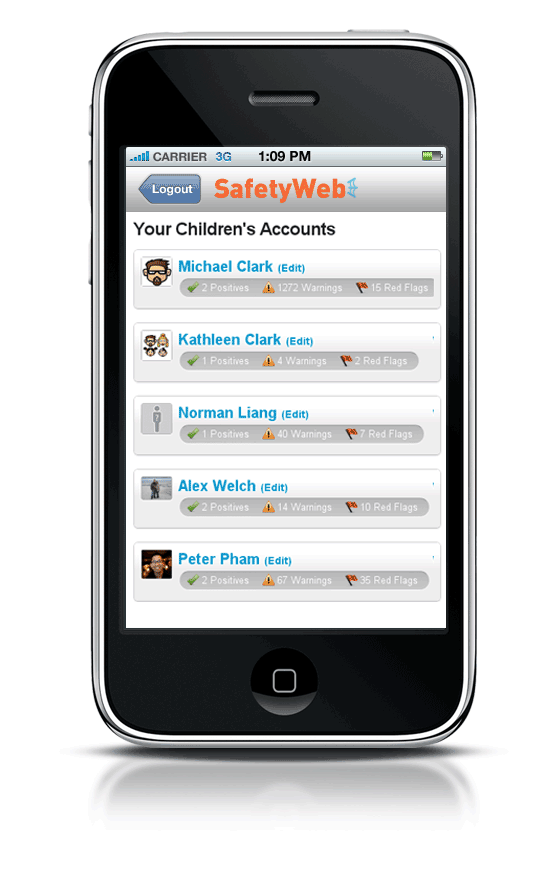 CARRIER 3G 1:09 PM
Logout SafetyWeb
Your Children's Accounts
Michael Clark (Edit)
2 Positives 1272 Warnings 15 Red Flags
Kathleen Clark (Edit)
1 Positives 4 Warnings 2 Red Flags
Norman Liang (Edit)
1 Positives 40 Warnings 7 Red Flags
Alex Welch (Edit)
2 Positives 14 Warnings 10 Red Flags
Peter Pham (Edit)
2 Positives 67 Warnings 35 Red Flags